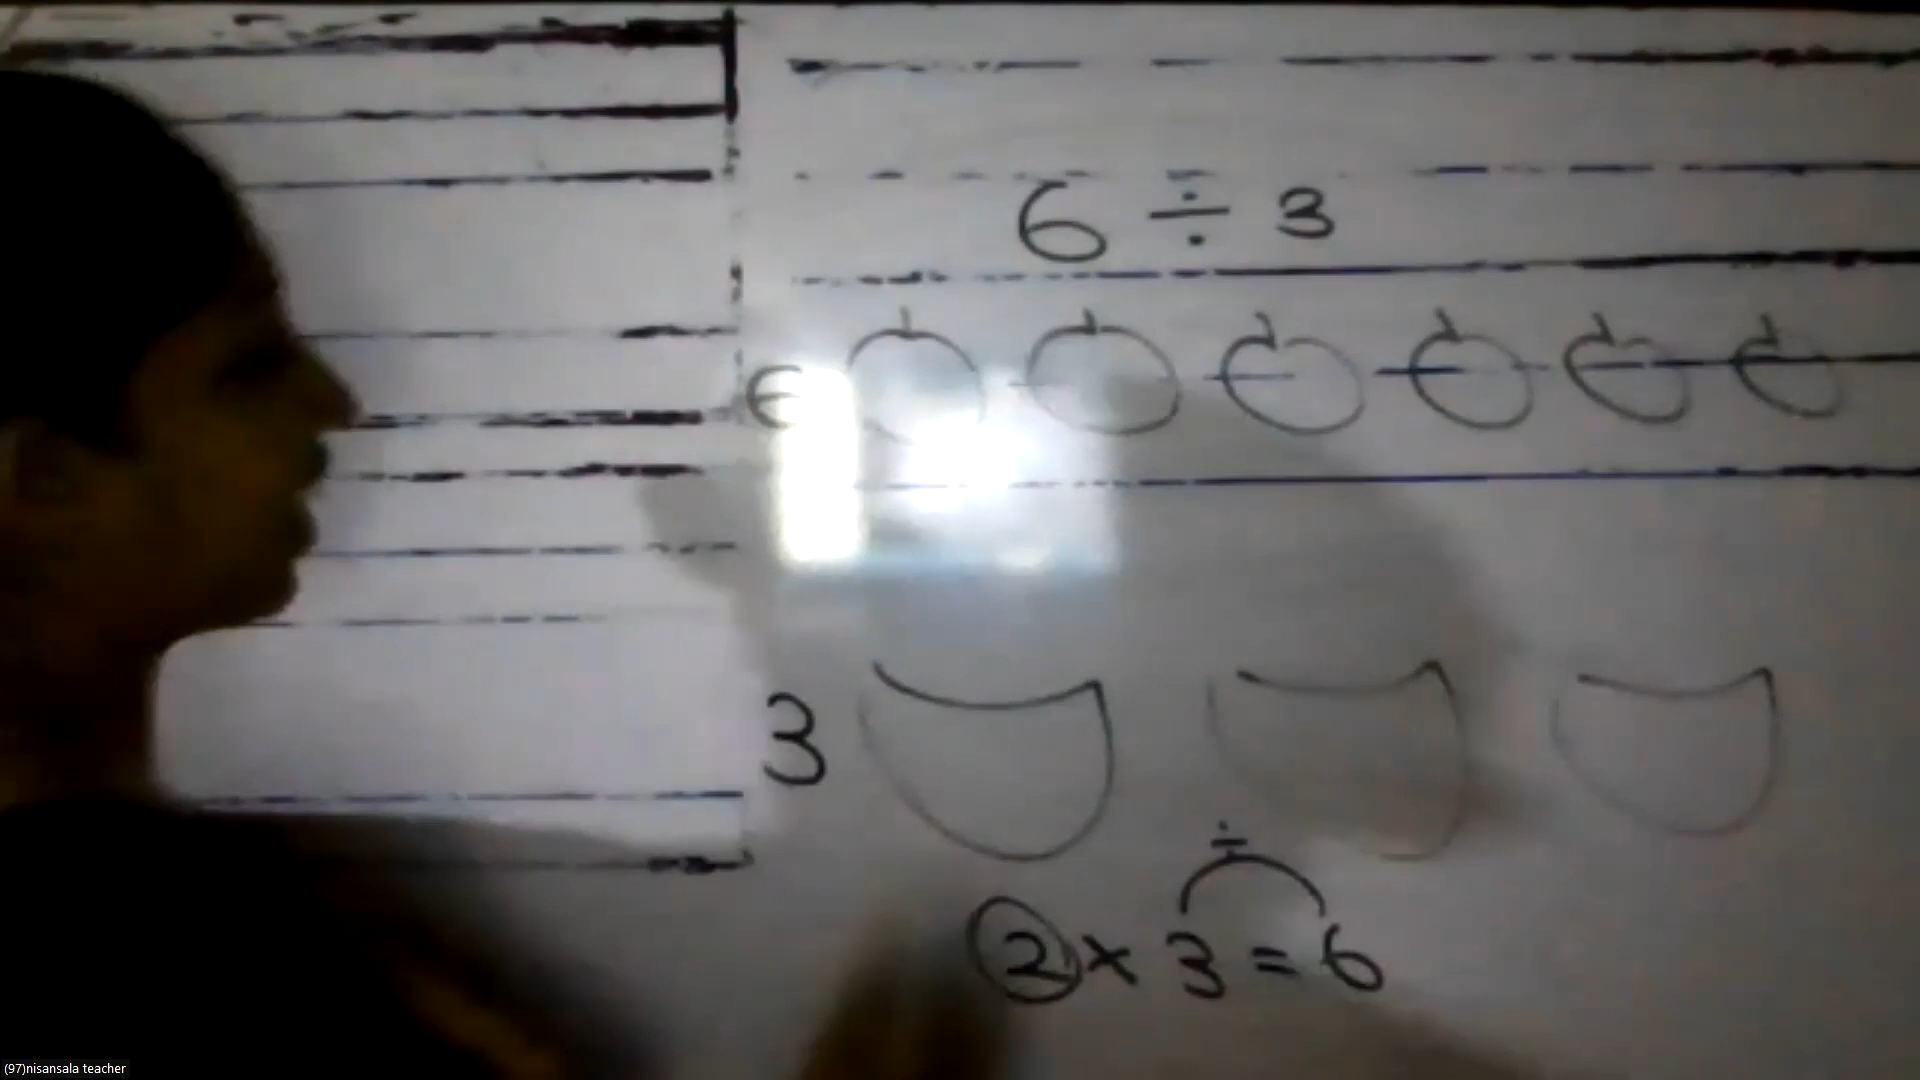 6 ÷ 3
6
3
÷
2 × 3 = 6
(97)nisansala teacher